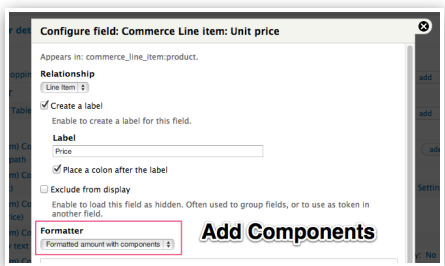 Configure field: Commerce Line item: Unit price
Appears in: commerce_line_item:product.
Relationship
Line Item
Create a label
Enable to create a label for this field.
Label
Price
Place a colon after the label
Exclude from display
Enable to load this field as hidden. Often used to group fields, or to use as token in
another field.
Formatter
Formatted amount with components
Add Components
add
add
Table
path